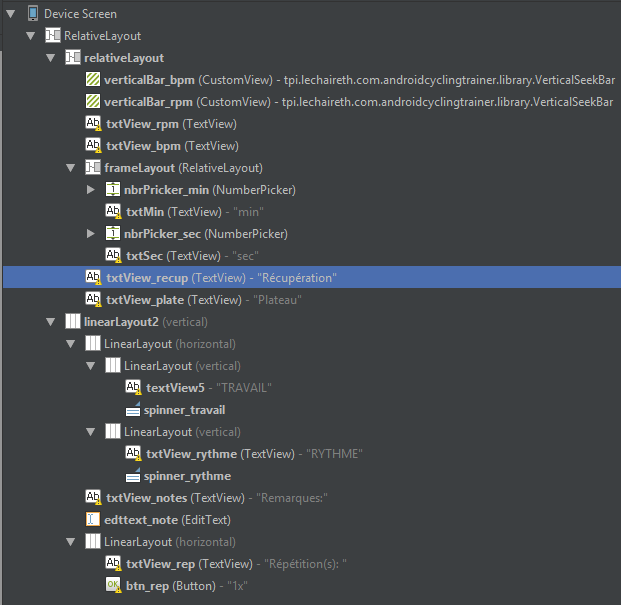 Device Screen
RelativeLayout
relativeLayout
verticalBar_bpm (CustomView) - tpi.lechaireth.com.androidcyclingtrainer.library.VerticalSeekBar
verticalBar_rpm (CustomView) - tpi.lechaireth.com.androidcyclingtrainer.library.VerticalSeekBar
Ab txtView_rpm (TextView)
Ab txtView_bpm (TextView)
frameLayout (RelativeLayout)
nbrPricker_min (NumberPicker)
Ab txtMin (TextView) - "min"
nbrPricker_sec (NumberPicker)
Ab txtSec (TextView) - "sec"
Ab txtView_recup (TextView) - "Récupération"
Ab txtView_plate (TextView) - "Plateau"
linearLayout2 (vertical)
LinearLayout (horizontal)
LinearLayout (vertical)
Ab textView5 - "TRAVAIL"
spinner_travail
LinearLayout (vertical)
Ab txtView_rythme (TextView) - "RYTHME"
spinner_rythme
Ab txtView_notes (TextView) - "Remarques:"
edttext_note (EditText)
LinearLayout (horizontal)
Ab txtView_rep (TextView) - "Répétition(s): "
OK btn_rep (Button) - "1x"